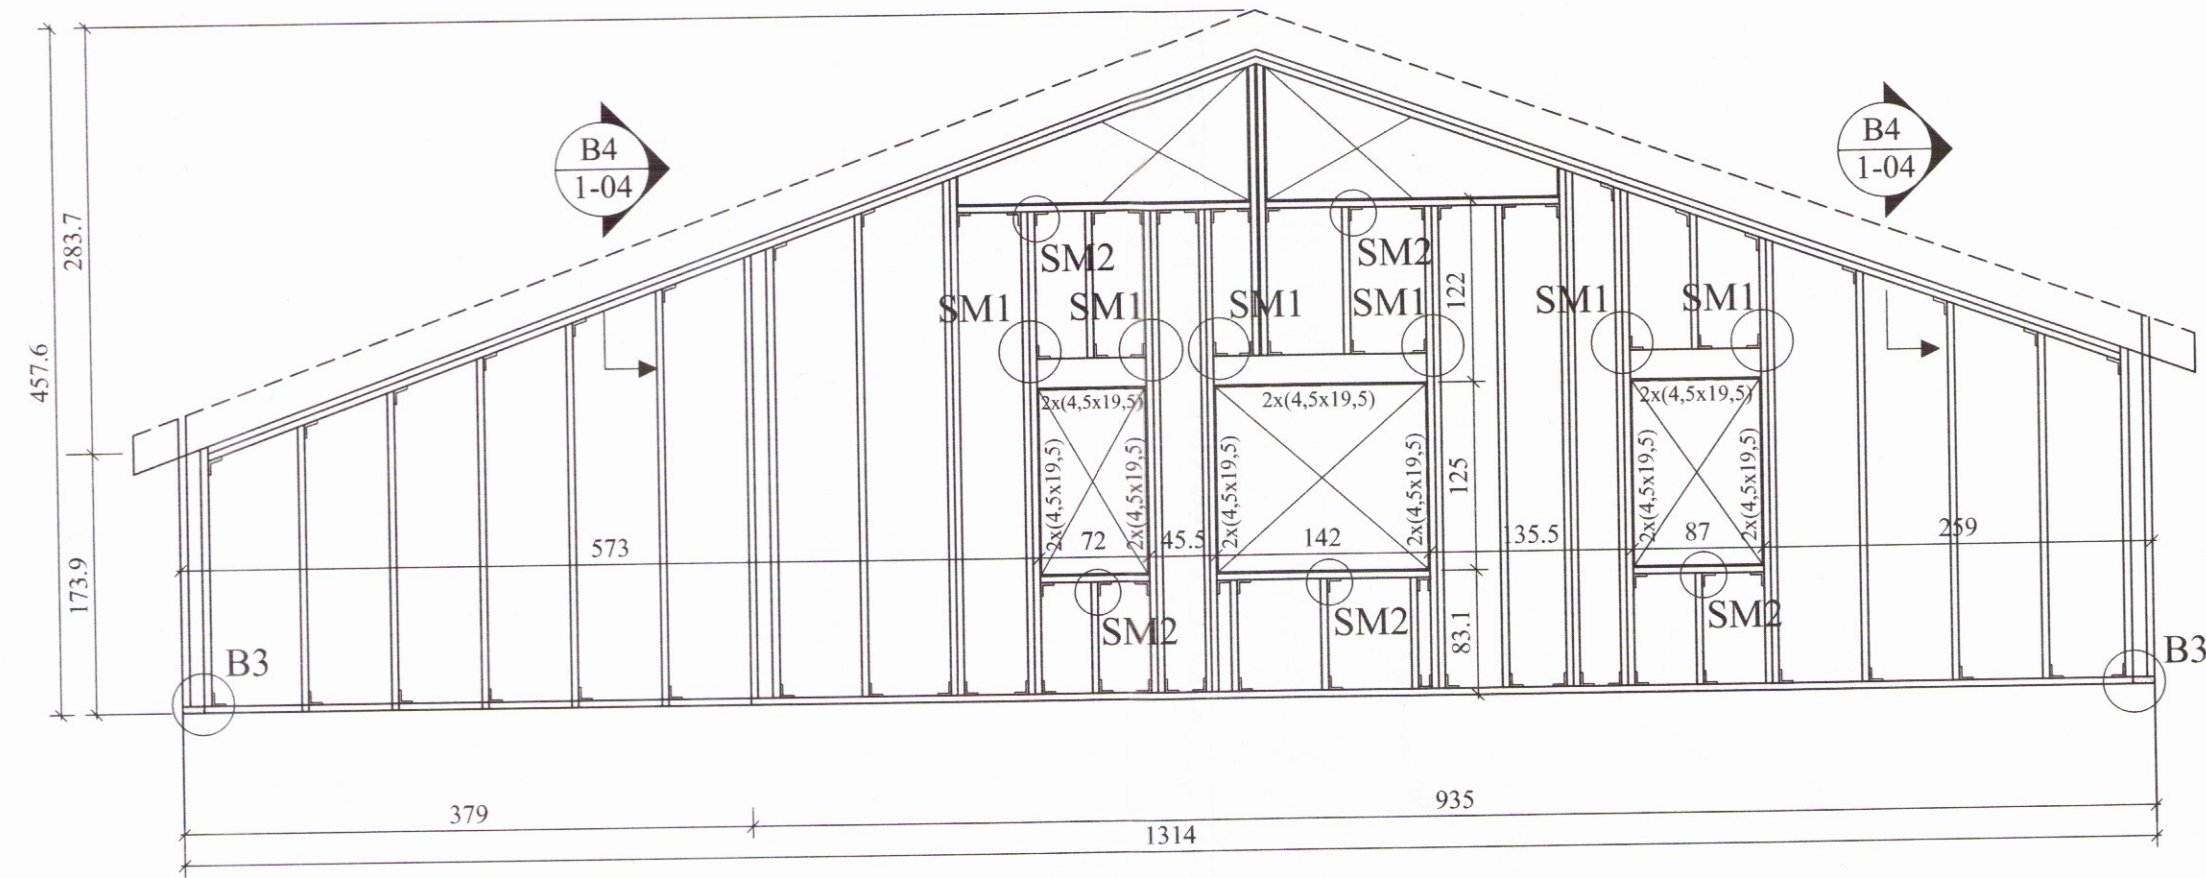 B4
1-04
B4
1-04
283.7
457.6
173.9
SM2
SM2
SM1
SM1
SM1
SM1
SM1
SM1
122
2x(4,5x19,5)
2x(4,5x19,5)
2x(4,5x19,5)
2x(4,5x19,5)
2x(4,5x19,5)
2x(4,5x19,5)
2x(4,5x19,5)
2x(4,5x19,5)
2x(4,5x19,5)
125
573
72
45.5
142
135.5
87
259
SM2
SM2
SM2
83.1
B3
B3
379
935
1314